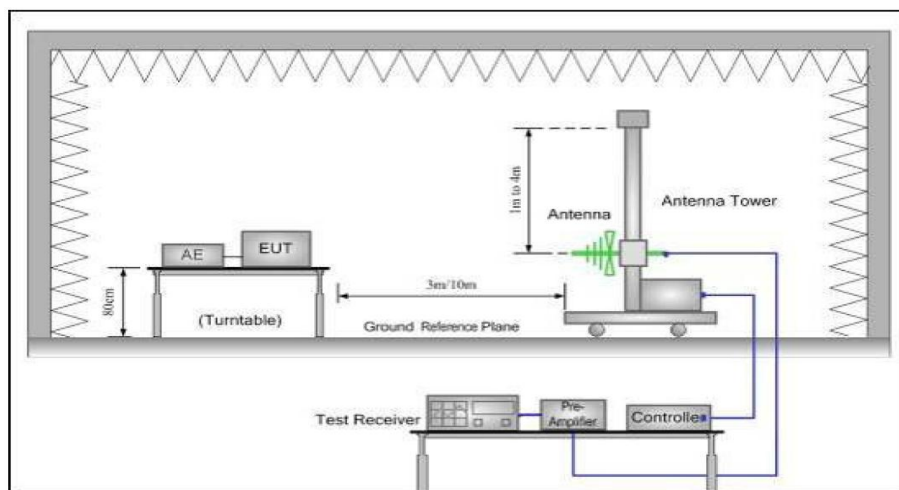 1m to 4m
Antenna
Antenna Tower
AE
EUT
80cm
(Turntable)
3m/10m
Ground Reference Plane
Test Receiver
Pre-
Amplifier
Controller